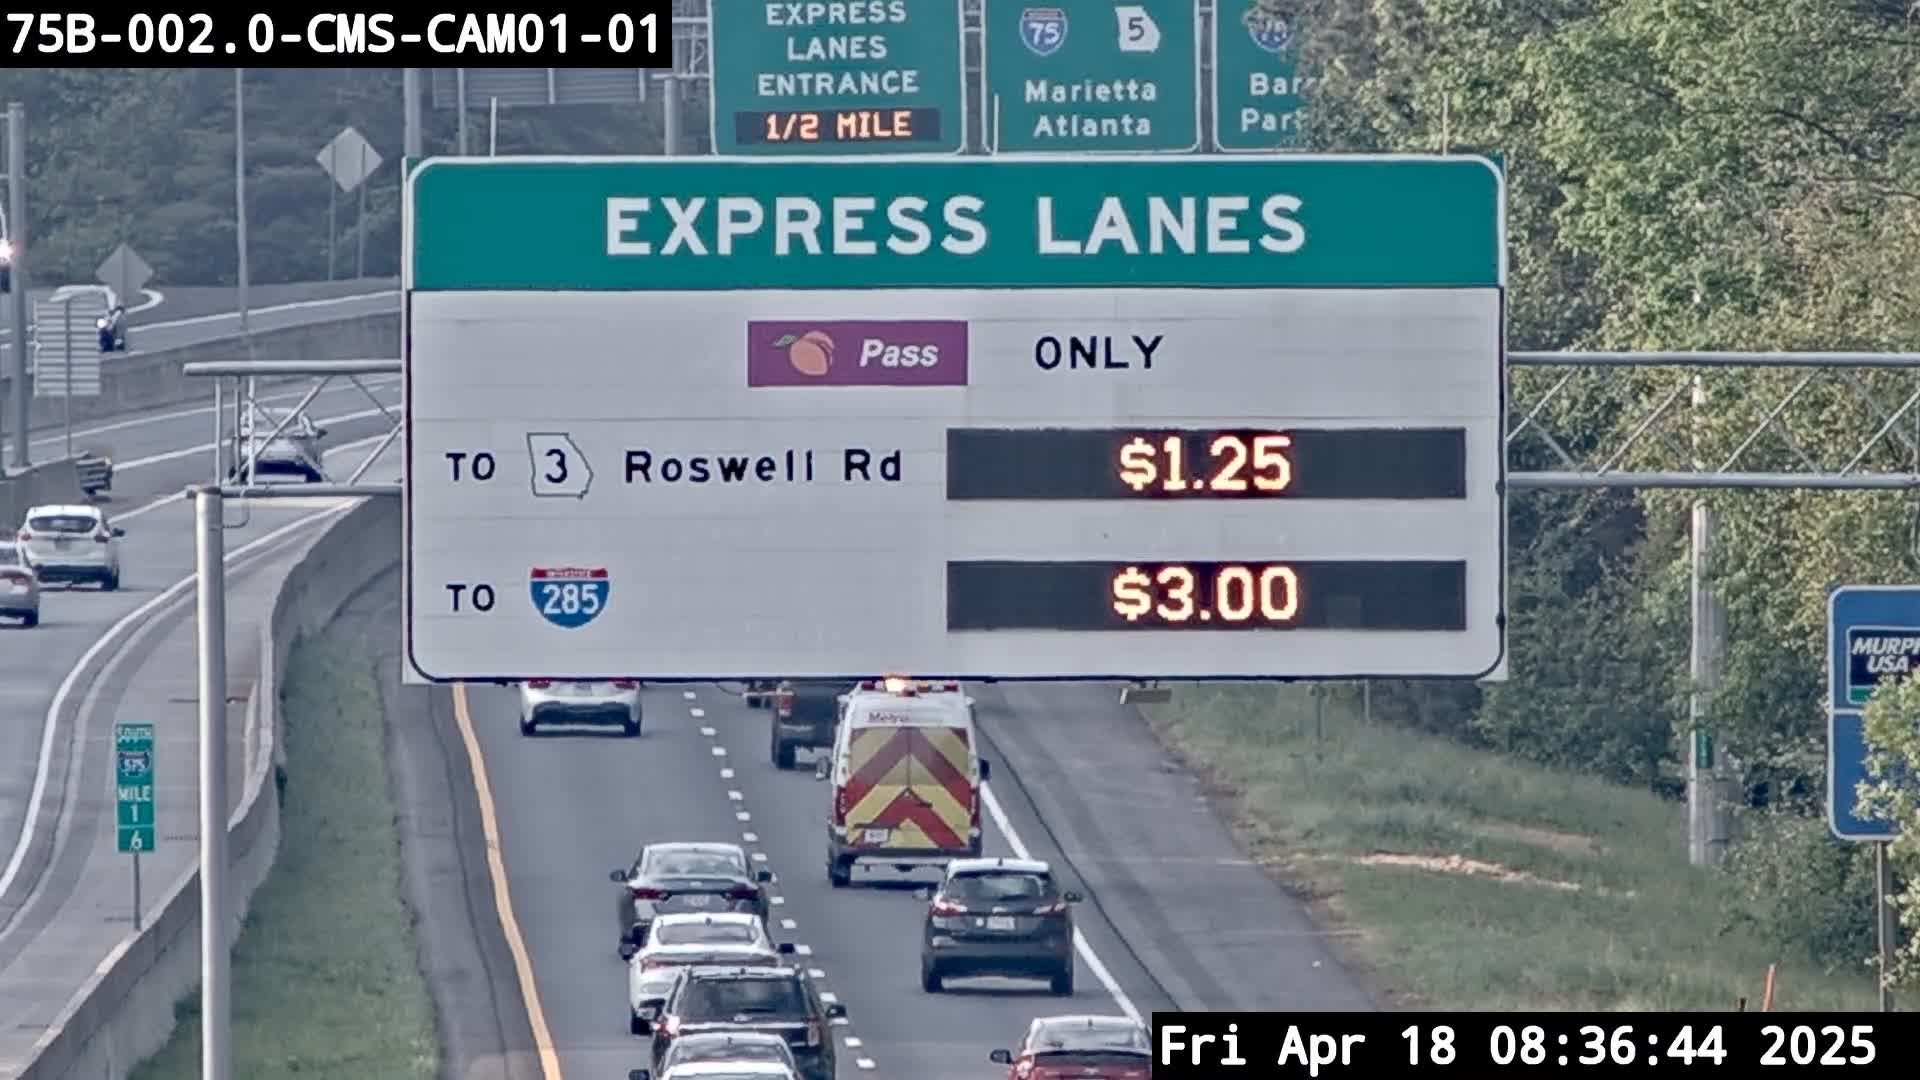 75B-002.0-CMS-CAM01-01
EXPRESS
LANES
ENTRANCE
1/2 MILE
75
5
Marietta
Atlanta
EXPRESS LANES
Pass ONLY
TO 3 Roswell Rd $1.25
TO 285 $3.00
SOUTH
575
MILE
1
6
USA
Metro
Fri Apr 18 08:36:44 2025